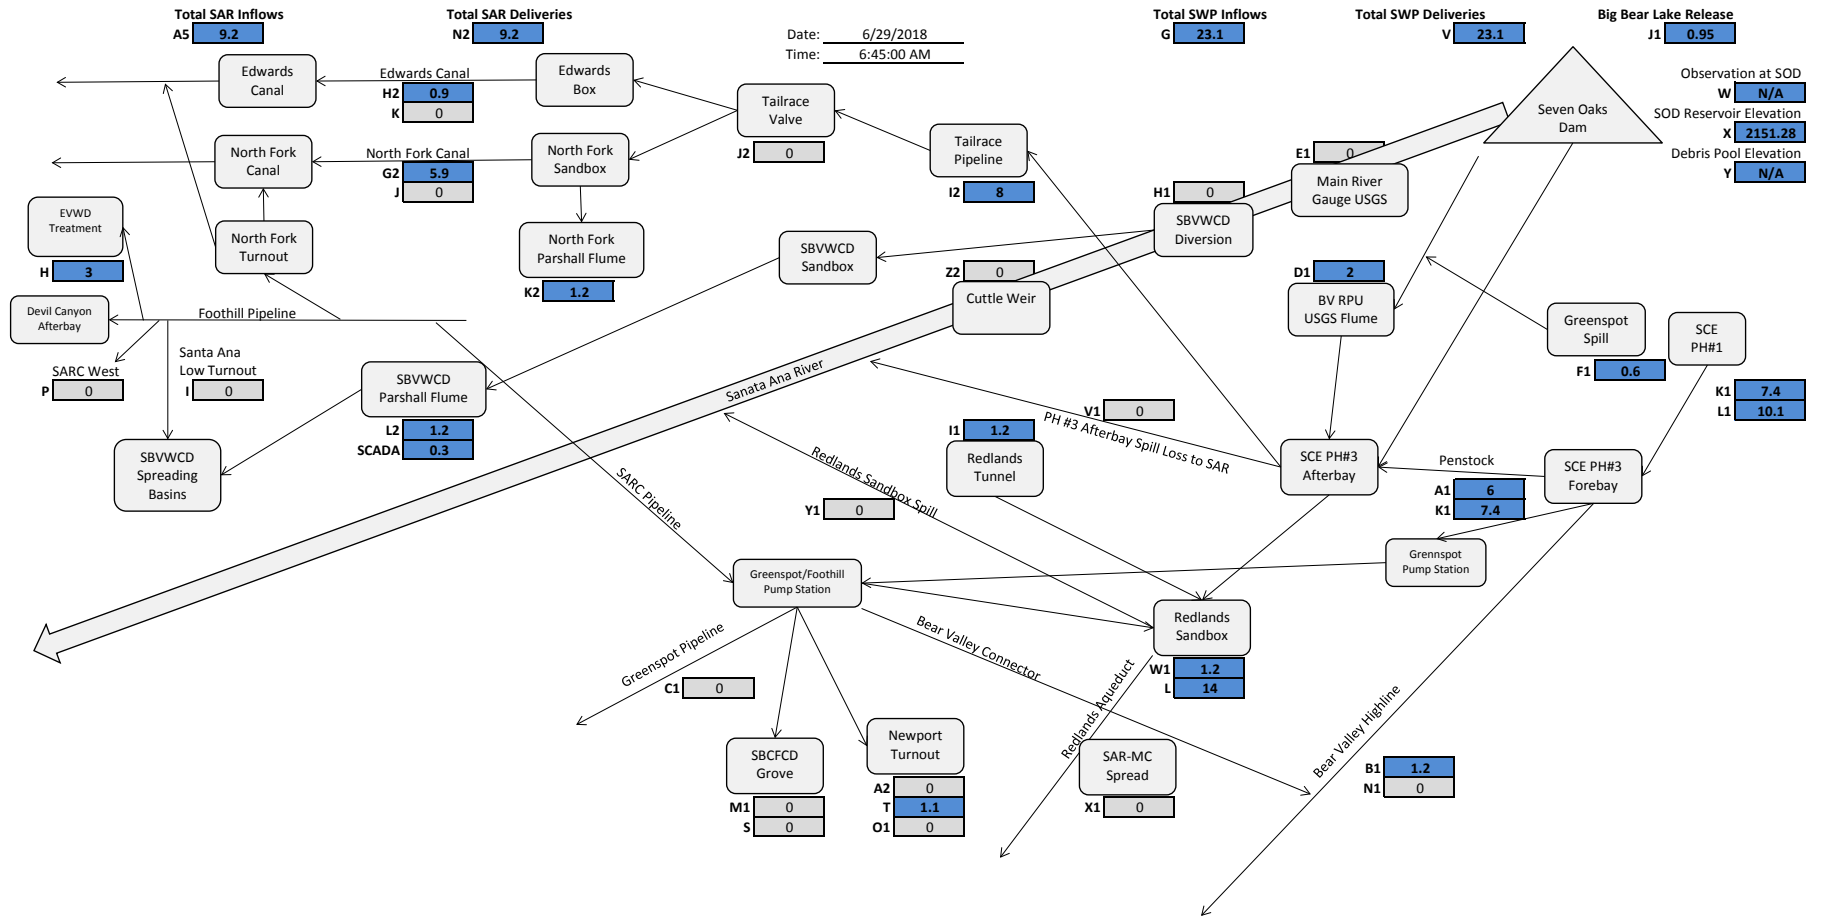 Total SAR Inflows
A5 9.2
Total SAR Deliveries
N2 9.2
Date: 6/29/2018
Time: 6:45:00 AM
Total SWP Inflows
G 23.1
Total SWP Deliveries
V 23.1
Big Bear Lake Release
J1 0.95
Edwards
Canal
Edwards Canal
H2 0.9
K 0
Edwards
Box
Tailrace
Valve
J2 0
Tailrace
Pipeline
I2 8
E1 0
Main River
Gauge USGS
Seven Oaks
Dam
Observation at SOD
W N/A
SOD Reservoir Elevation
X 2151.28
Debris Pool Elevation
Y N/A
North Fork
Canal
North Fork Canal
G2 5.9
J 0
North Fork
Sandbox
H1 0
SBVWCD
Diversion
EVWD
Treatment
H 3
North Fork
Turnout
North Fork
Parshall Flume
K2 1.2
SBVWCD
Sandbox
Z2 0
Cuttle Weir
D1 2
BV RPU
USGS Flume
Greenspot
Spill
F1 0.6
SCE
PH#1
K1 7.4
L1 10.1
Devil Canyon
Afterbay
Foothill Pipeline
SARC West
P 0
Santa Ana
Low Turnout
I 0
SBVWCD
Parshall Flume
L2 1.2
SCADA 0.3
Sanata Ana River
V1 0
PH #3 Afterbay Spill Loss to SAR
I1 1.2
Redlands
Tunnel
SCE PH#3
Afterbay
Penstock
A1 6
K1 7.4
SCE PH#3
Forebay
SBVWCD
Spreading
Basins
SARC Pipeline
Redlands Sandbox Spill
Y1 0
Grennspot
Pump Station
Greenspot/Foothill
Pump Station
Redlands
Sandbox
W1 1.2
L 14
Greenspot Pipeline
C1 0
Bear Valley Connector
Redlands Aqueduct
Bear Valley Highline
SBCFCD
Grove
M1 0
S 0
Newport
Turnout
A2 0
T 1.1
O1 0
SAR-MC
Spread
X1 0
B1 1.2
N1 0